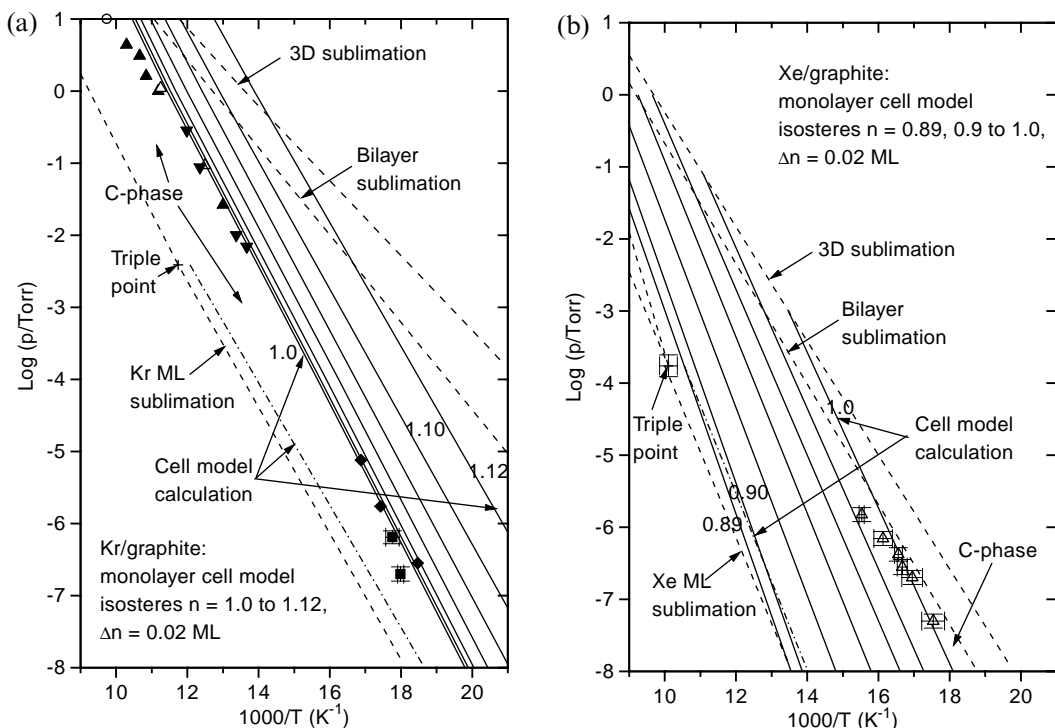 (a)
1
0
-1
-2
-3
-4
-5
-6
-7
-8
Log (p/Torr)
10
12
14
16
18
20
1000/T (K⁻¹)
3D sublimation
Bilayer
sublimation
C-phase
Triple
point
Kr ML
sublimation
1.0
1.10
1.12
Cell model
calculation
Kr/graphite:
monolayer cell model
isosteres n = 1.0 to 1.12,
Δn = 0.02 ML
(b)
1
0
-1
-2
-3
-4
-5
-6
-7
-8
Log (p/Torr)
10
12
14
16
18
20
1000/T (K⁻¹)
Xe/graphite:
monolayer cell model
isosteres n = 0.89, 0.9 to 1.0,
Δn = 0.02 ML
3D sublimation
Bilayer
sublimation
1.0
Triple
point
Cell model
calculation
0.90
0.89
C-phase
Xe ML
sublimation